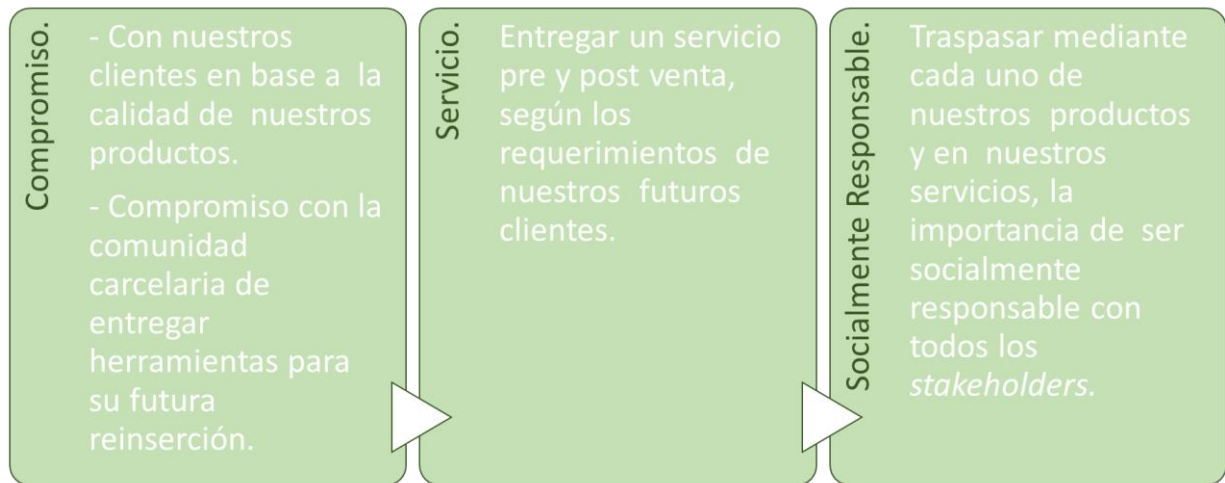 Compromiso.
- Con nuestros
clientes en base a la
calidad de nuestros
productos.
- Compromiso con la
comunidad
carcelaria de
entregar
herramientas para
su futura
reinserción.
Servicio.
Entregar un servicio
pre y post venta,
según los
requerimientos de
nuestros futuros
clientes.
Socialmente Responsable.
Traspasar mediante
cada uno de
nuestros productos
y en nuestros
servicios, la
importancia de ser
socialmente
responsable con
todos los
stakeholders.